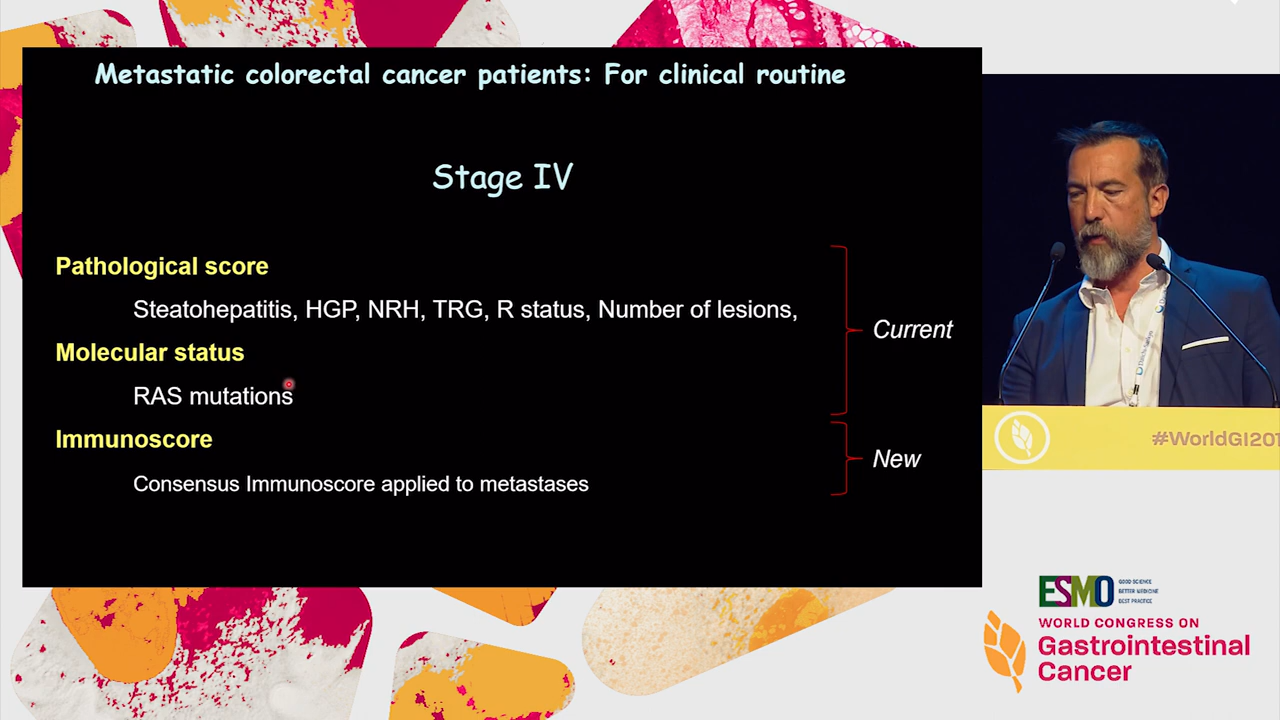 Metastatic colorectal cancer patients: For clinical routine
Stage IV
Pathological score
Steatohepatitis, HGP, NRH, TRG, R status, Number of lesions,
Molecular status
RAS mutations
Immunoscore
Consensus Immunoscore applied to metastases
Current
New
#WorldGI201
ESMO
GOOD SCIENCE
BETTER MEDICINE
BEST PRACTICE
WORLD CONGRESS ON
Gastrointestinal
Cancer